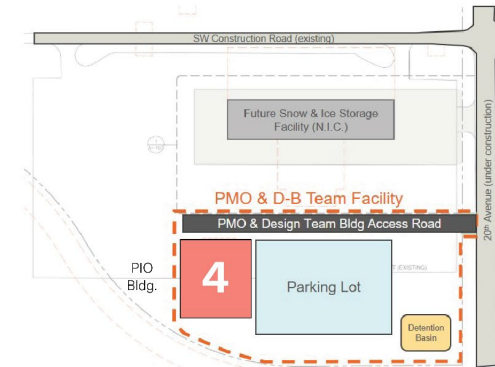 SW Construction Road (existing)
Future Snow & Ice Storage
Facility (N.I.C.)
20th Avenue (under construction)
PMO & D-B Team Facility
PMO & Design Team Bldg Access Road
PIO
Bldg.
4
Parking Lot
(EXISTING)
Detention
Basin